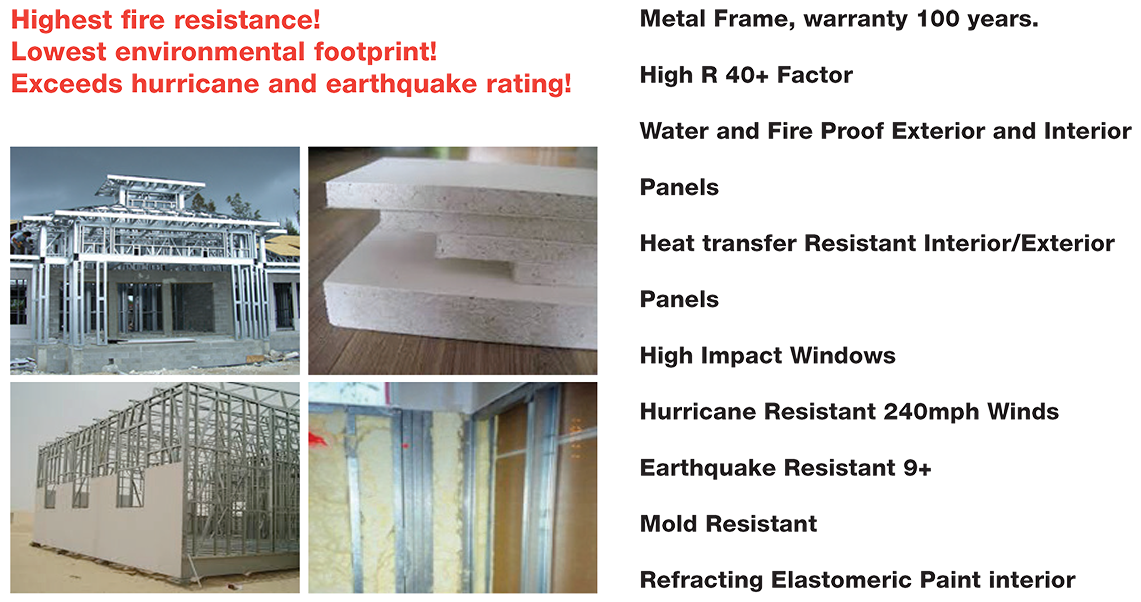 Highest fire resistance!
Lowest environmental footprint!
Exceeds hurricane and earthquake rating!
Metal Frame, warranty 100 years.
High R 40+ Factor
Water and Fire Proof Exterior and Interior
Panels
Heat transfer Resistant Interior/Exterior
Panels
High Impact Windows
Hurricane Resistant 240mph Winds
Earthquake Resistant 9+
Mold Resistant
Refracting Elastomeric Paint interior